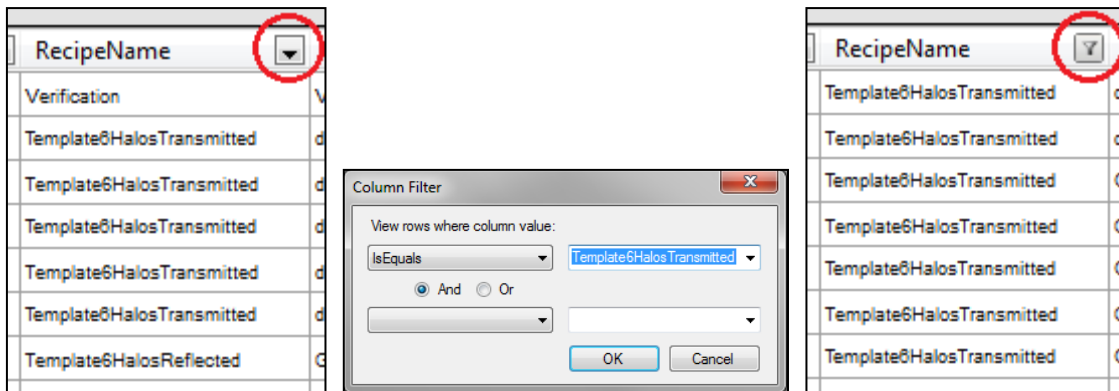 RecipeName
Verification
Template6HalosTransmitted
Template6HalosTransmitted
Template6HalosTransmitted
Template6HalosTransmitted
Template6HalosTransmitted
Template6HalosReflected
Column Filter
View rows where column value:
IsEquals Template6HalosTransmitted
And Or
OK Cancel
RecipeName
Template6HalosTransmitted
Template6HalosTransmitted
Template6HalosTransmitted
Template6HalosTransmitted
Template6HalosTransmitted
Template6HalosTransmitted
Template6HalosTransmitted